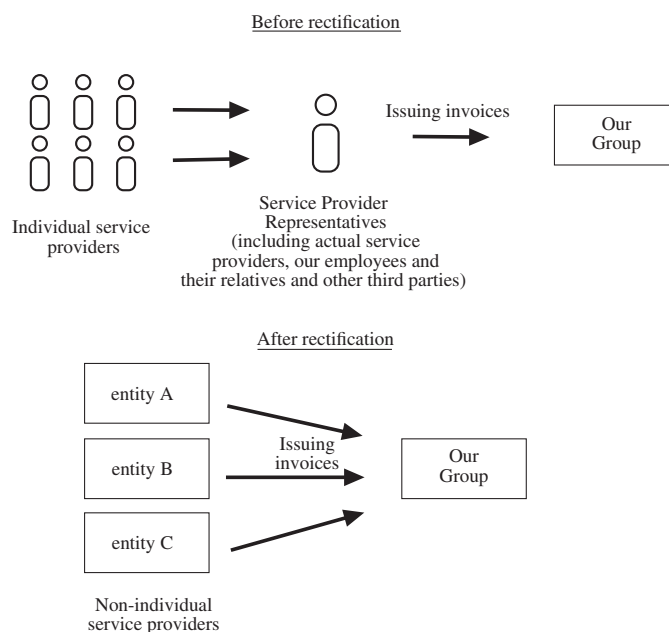 Before rectification
Issuing invoices
Our
Group
Individual service
providers
Service Provider
Representatives
(including actual service
providers, our employees and
their relatives and other third parties)
After rectification
entity A
entity B
entity C
Issuing
invoices
Our
Group
Non-individual
service providers